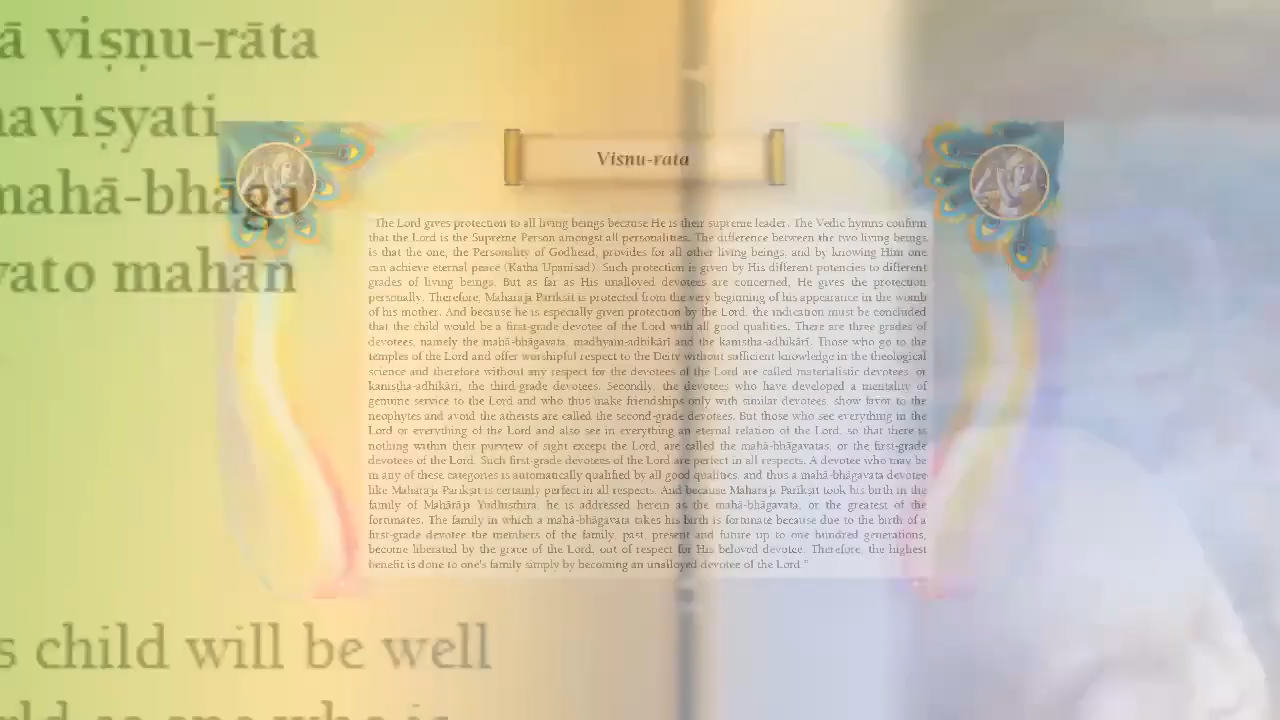 ā viṣṇu-rāta
aviṣyati
mahā-bhāga
vato mahān
Visnu-rata
"The Lord gives protection to all living beings because He is their supreme leader. The Vedic hymns confirm
that the Lord is the Supreme Person amongst all personalities. The difference between the two living beings
is that the one, the Personality of Godhead, provides for all other living beings, and by knowing Him one
can achieve eternal peace (Katha Upanisad). Such protection is given by His different potencies to different
grades of living beings. But as far as His unalloyed devotees are concerned, He gives the protection
personally. Therefore, Maharaja Pariksit is protected from the very beginning of his appearance in the womb
of his mother. And because he is especially given protection by the Lord, the indication must be concluded
that the child would be a first-grade devotee of the Lord with all good qualities. There are three grades of
devotees, namely the mahā-bhāgavata, madhyam-adhikārī and the kanistha-adhikārī. Those who go to the
temples of the Lord and offer worshipful respect to the Deity without sufficient knowledge in the theological
science and therefore without any respect for the devotees of the Lord are called materialistic devotees, or
kaniṣṭha-adhikārī, the third-grade devotees. Secondly, the devotees who have developed a mentality of
genuine service to the Lord and who thus make friendships only with similar devotees, show favor to the
neophytes and avoid the atheists are called the second-grade devotees. But those who see everything in the
Lord or everything of the Lord and also see in everything an eternal relation of the Lord, so that there is
nothing within their purview of sight except the Lord, are called the mahā-bhāgavatas, or the first-grade
devotees of the Lord. Such first-grade devotees of the Lord are perfect in all respects. A devotee who may be
in any of these categories is automatically qualified by all good qualities, and thus a mahā-bhāgavata devotee
like Maharaja Pariksit is certainly perfect in all respects. And because Maharaja Pariksit took his birth in the
family of Mahārāja Yudhisthira, he is addressed herein as the mahā-bhāgavata, or the greatest of the
fortunates. The family in which a mahā-bhāgavata takes his birth is fortunate because due to the birth of a
first-grade devotee the members of the family, past, present and future up to one hundred generations,
become liberated by the grace of the Lord, out of respect for His beloved devotee. Therefore, the highest
benefit is done to one's family simply by becoming an unalloyed devotee of the Lord."
s child will be well